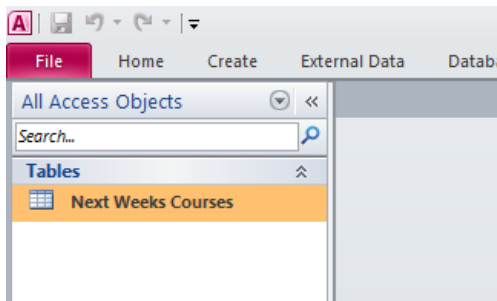 A
File Home Create External Data Datab
All Access Objects
Search...
Tables
Next Weeks Courses